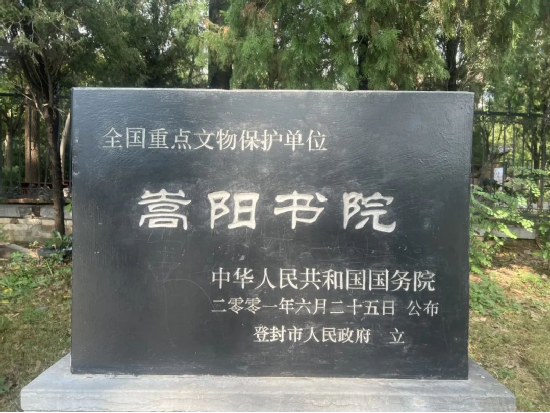 全国重点文物保护单位
嵩阳书院
中华人民共和国国务院
二零零一年六月二十五日 公布
登封市人民政府 立